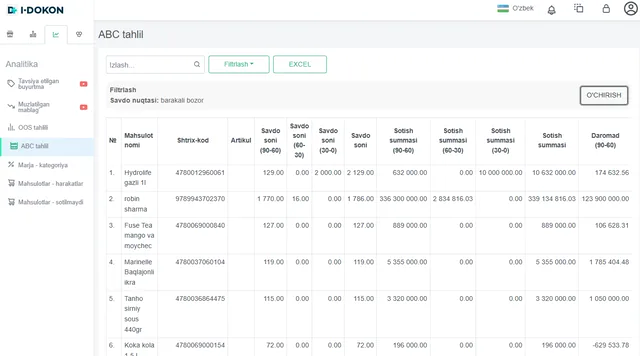 I-DOKON
O'zbek
ABC tahlil
Analitika
Tavsiya etilgan
buyurtma
Muzlatilgan
mablag'
OOS tahlili
ABC tahlil
Marja - kategoriya
Mahsulotlar - harakatlar
Mahsulotlar - sotilmaydi
Izlash...
Filtrlash
EXCEL
Filtrlash
Savdo nuqtasi: barakali bozor
O'CHIRISH
№ Mahsulot nomi Shtrix-kod Artikul Savdo soni (90-60) Savdo soni (60-30) Savdo soni (30-0) Savdo soni Sotish summasi (90-60) Sotish summasi (60-30) Sotish summasi (30-0) Sotish summasi Daromad (90-60)
1. Hydrolife gazli 1l 4780012960061 129.00 0.00 2 000.00 2 129.00 632 000.00 0.00 10 000 000.00 10 632 000.00 174 632.56
2. robin sharma 9789943702370 1 770.00 16.00 0.00 1 786.00 336 300 000.00 2 834 816.03 0.00 339 134 816.03 123 900 000.00
3. Fuse Tea mango va moychec 4780069000840 127.00 0.00 0.00 127.00 889 000.00 0.00 0.00 889 000.00 106 628.31
4. Marinelle Baqlajonli ikra 4780037060104 119.00 0.00 0.00 119.00 5 355 000.00 0.00 0.00 5 355 000.00 1 785 404.48
5. Tanho simiy sous 440gr 4780036864475 115.00 0.00 0.00 115.00 3 320 000.00 0.00 0.00 3 320 000.00 1 050 000.00
6. Koka kola 1.5 l 4780069000154 72.00 0.00 0.00 72.00 196 000.00 0.00 0.00 196 000.00 -629 533.78